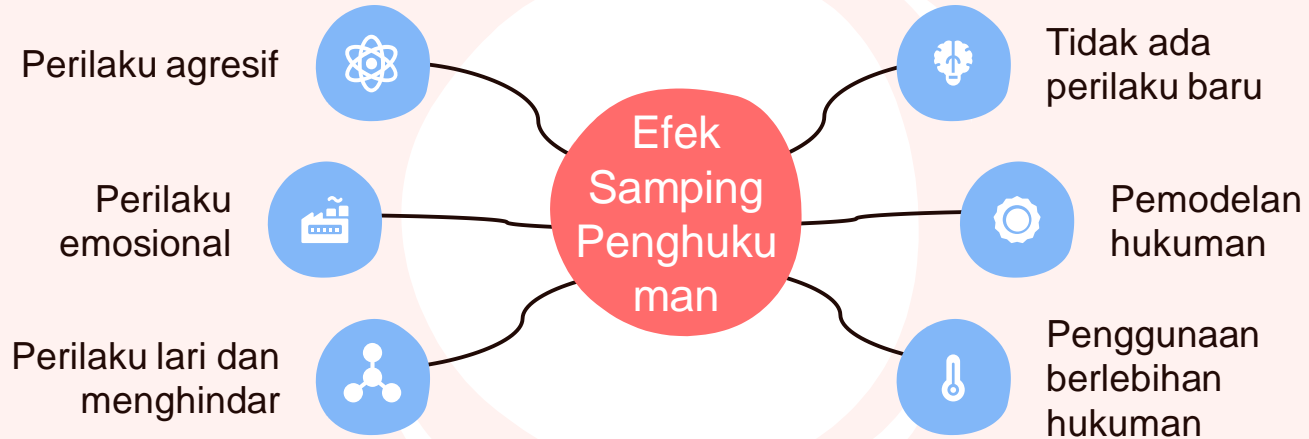 Perilaku agresif
Perilaku
emosional
Perilaku lari dan
menghindar
Efek
Samping
Penghuku
man
Tidak ada
perilaku baru
Pemodelan
hukuman
Penggunaan
berlebihan
hukuman